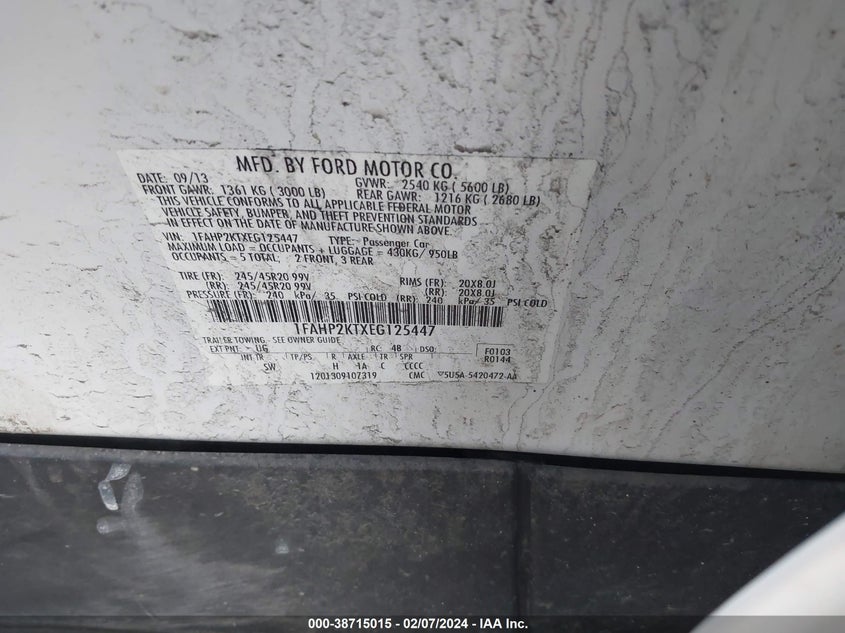 MFD. BY FORD MOTOR CO.
DATE: 09/13 GVWR: 2540 KG ( 5600 LB)
FRONT GAWR: 1361 KG ( 3000 LB) REAR GAWR: 1216 KG ( 2680 LB)
THIS VEHICLE CONFORMS TO ALL APPLICABLE FEDERAL MOTOR
VEHICLE SAFETY, BUMPER, AND THEFT PREVENTION STANDARDS
IN EFFECT ON THE DATE OF MANUFACTURE SHOWN ABOVE.
VIN: 1FAHP2KTXEG125447 TYPE: Passenger Car
MAXIMUM LOAD = OCCUPANTS + LUGGAGE = 430KG/ 950LB
OCCUPANTS = 5 TOTAL; 2 FRONT, 3 REAR
TIRE (FR): 245/45R20 99V RIMS (FR): 20X8.0J
(RR): 245/45R20 99V (RR): 20X8.0J
PRESSURE (FR): 240 kPa/ 35 PSI COLD (RR): 240 kPa/ 35 PSI COLD
1FAHP2KTXEG125447
TRAILER TOWING - SEE OWNER GUIDE
EXT PNT: UG RC: 48 DSO: F0103
INT TR TP/PS R AXLE TR SPR R0144
SW H C CCCC
CMC 5U5A-5420472-AA
000-38715015 - 02/07/2024 - IAA Inc.